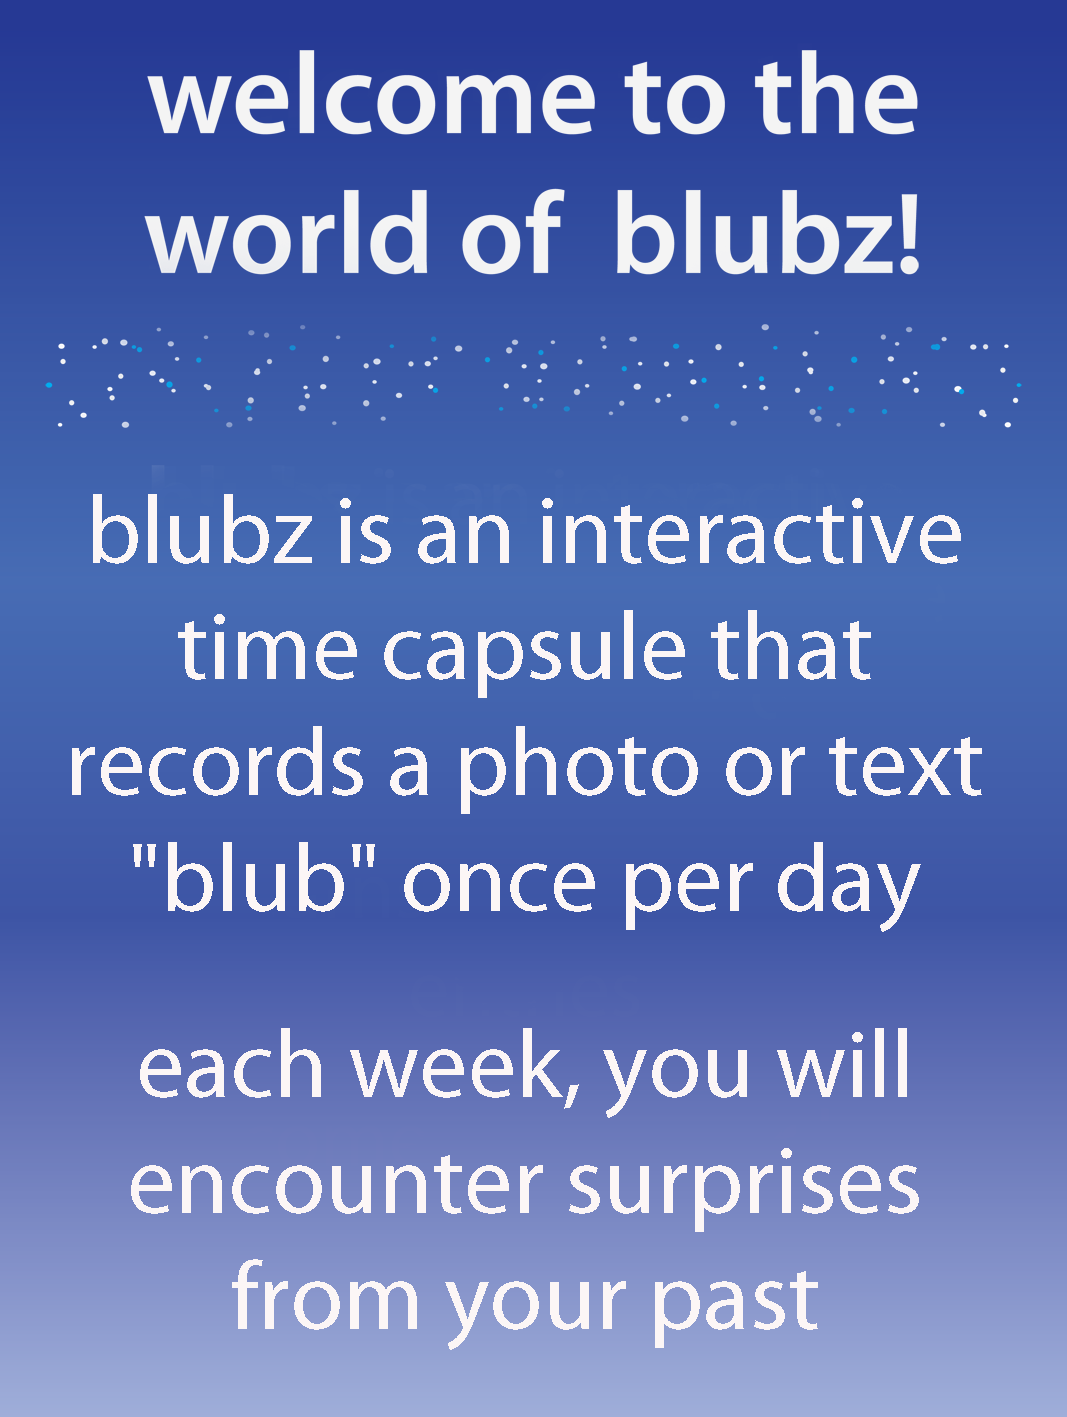 welcome to the
world of blubz!
blubz is an interactive
time capsule that
records a photo or text
"blub" once per day
each week, you will
encounter surprises
from your past